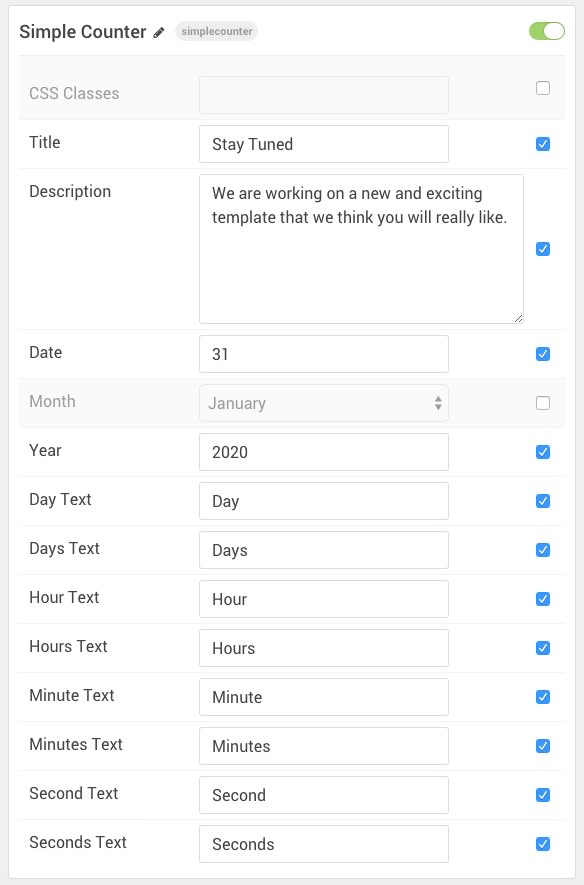 Simple Counter simplecounter
CSS Classes
Title Stay Tuned
Description We are working on a new and exciting
template that we think you will really like.
Date 31
Month January
Year 2020
Day Text Day
Days Text Days
Hour Text Hour
Hours Text Hours
Minute Text Minute
Minutes Text Minutes
Second Text Second
Seconds Text Seconds